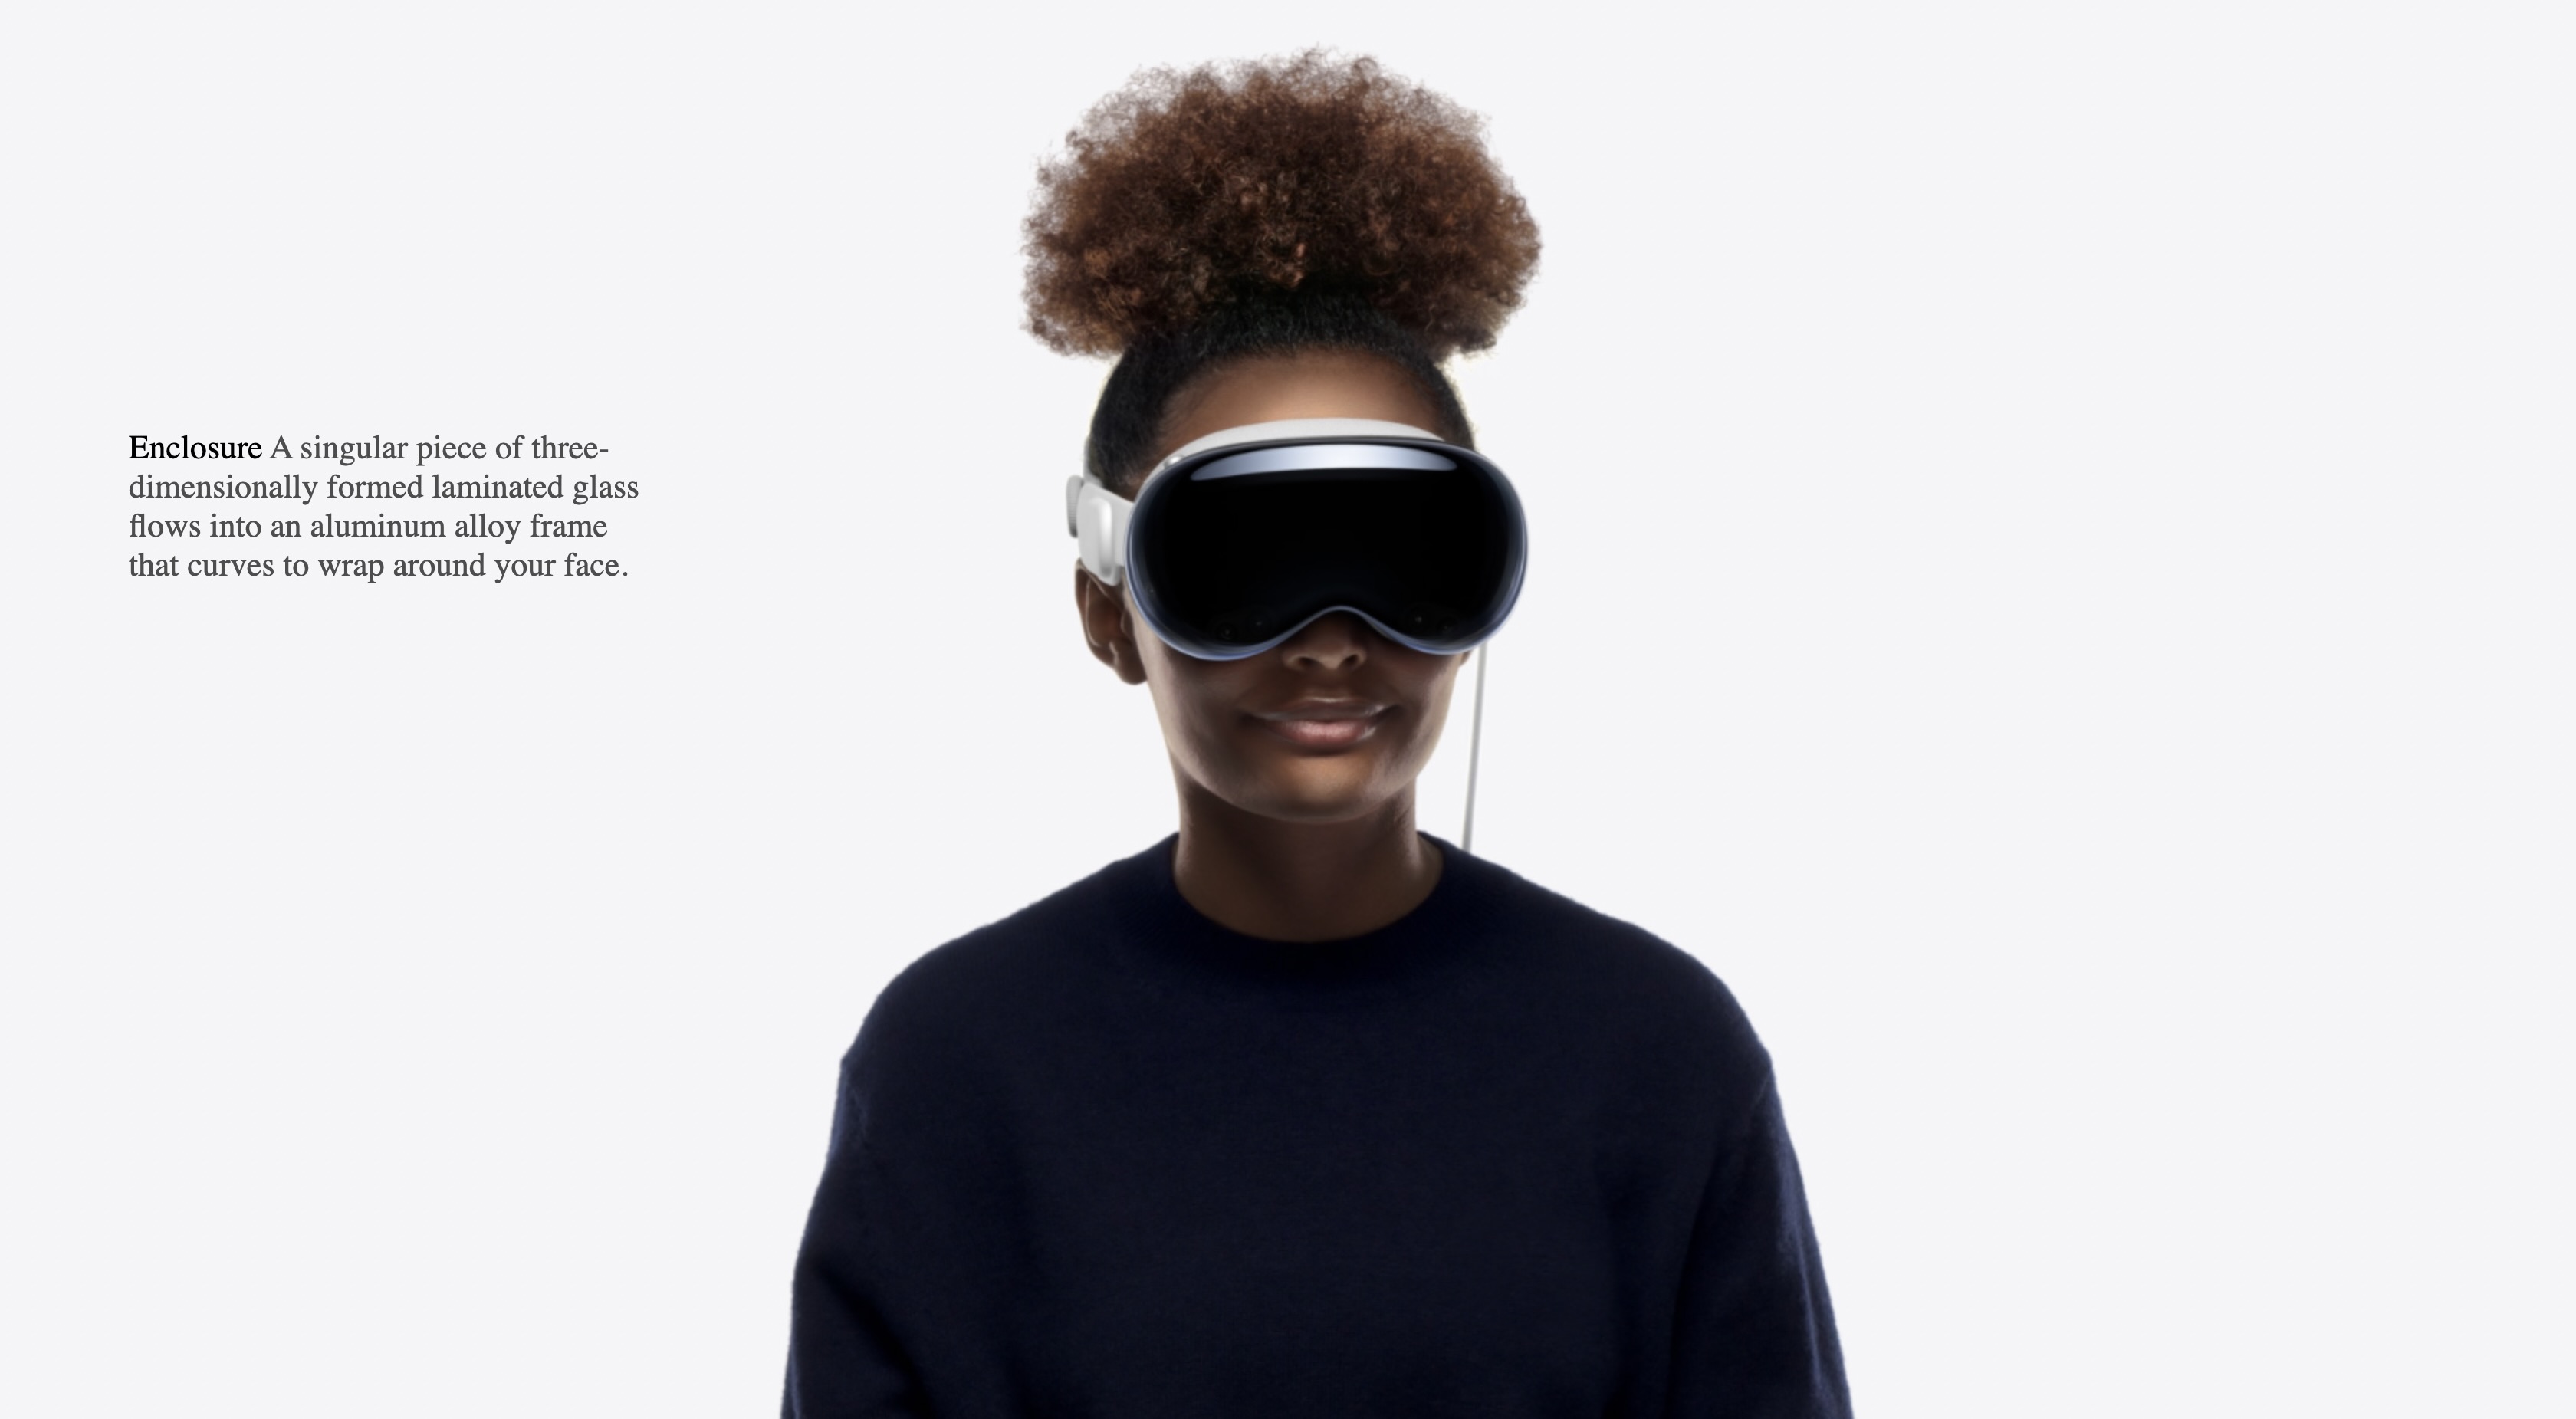 Enclosure A singular piece of three-
dimensionally formed laminated glass
flows into an aluminum alloy frame
that curves to wrap around your face.